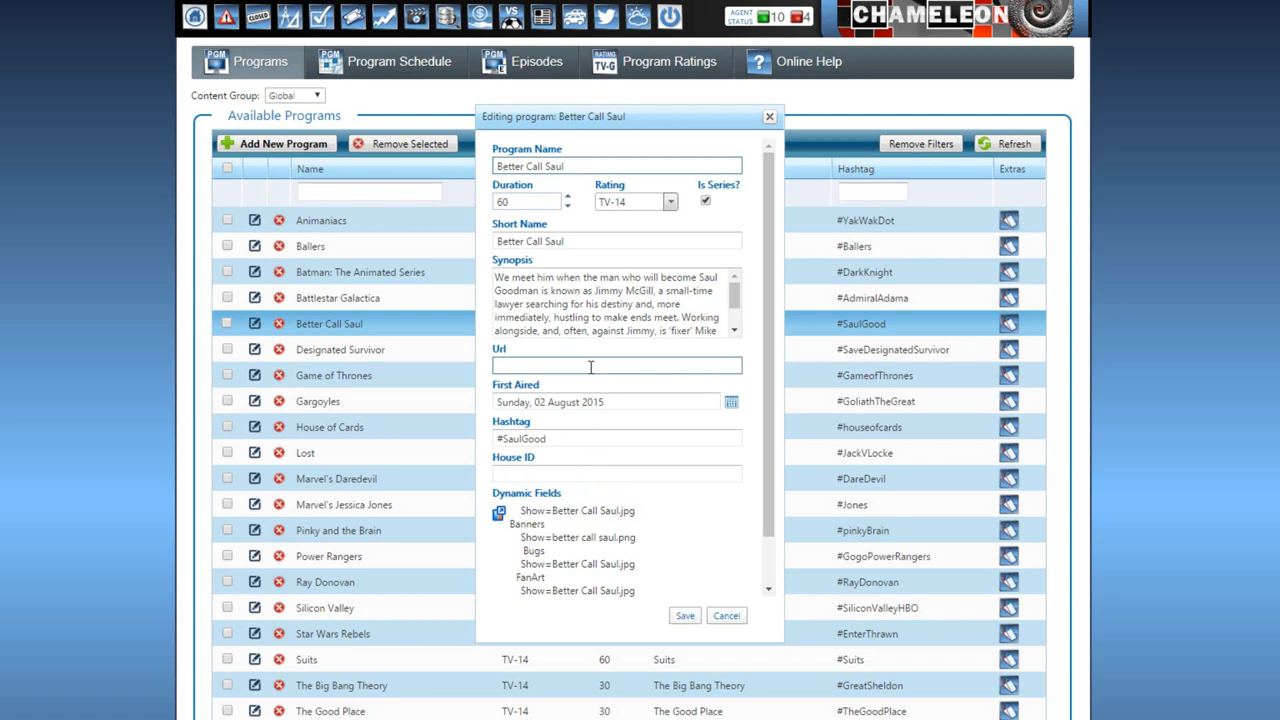 CLOSED
VS
AGENT STATUS 10 4
CHAMELEON
PGM Programs
PGM Program Schedule
PGM E Episodes
RATING TV-G Program Ratings
? Online Help
Content Group: Global
Available Programs
Add New Program
Remove Selected
Remove Filters
Refresh
Name
Hashtag
Extras
Animaniacs #YakWakDot
Ballers #Ballers
Batman: The Animated Series #DarkKnight
Battlestar Galactica #AdmiralAdama
Better Call Saul #SaulGood
Designated Survivor #SaveDesignatedSurvivor
Game of Thrones #GameofThrones
Gargoyles #GoliathTheGreat
House of Cards #houseofcards
Lost #JackVLocke
Marvel's Daredevil #DareDevil
Marvel's Jessica Jones #Jones
Pinky and the Brain #pinkyBrain
Power Rangers #GogoPowerRangers
Ray Donovan #RayDonovan
Silicon Valley #SiliconValleyHBO
Star Wars Rebels #EnterThrawn
Suits TV-14 60 Suits #Suits
The Big Bang Theory TV-14 30 The Big Bang Theory #GreatSheldon
The Good Place TV-14 30 The Good Place #TheGoodPlace
Editing program: Better Call Saul
Program Name
Better Call Saul
Duration Rating Is Series?
60 TV-14
Short Name
Better Call Saul
Synopsis
We meet him when the man who will become Saul
Goodman is known as Jimmy McGill, a small-time
lawyer searching for his destiny and, more
immediately, hustling to make ends meet. Working
alongside, and, often, against Jimmy, is 'fixer' Mike
Url
First Aired
Sunday, 02 August 2015
Hashtag
#SaulGood
House ID
Dynamic Fields
Show=Better Call Saul.jpg
Banners
Show=better call saul.png
Bugs
Show=Better Call Saul.jpg
FanArt
Show=Better Call Saul.jpg
Save Cancel